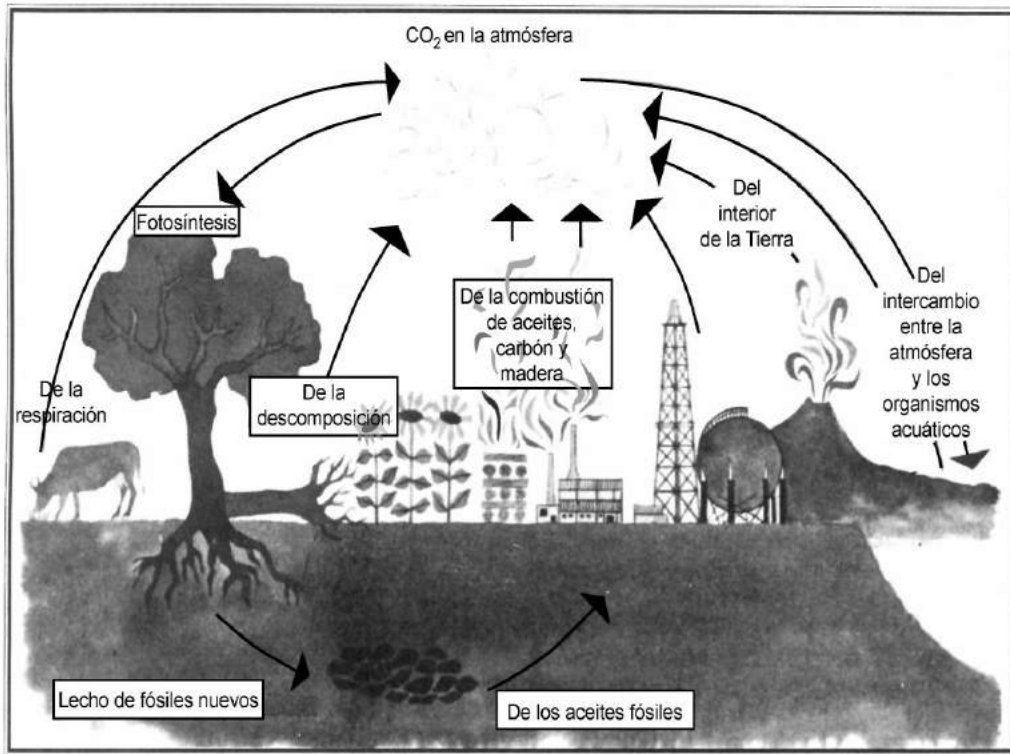 CO2 en la atmósfera
Fotosíntesis
Del
interior
de la Tierra
De la combustión
de aceites,
carbón y
madera
Del
intercambio
entre la
atmósfera
y los
organismos
acuáticos
De la
respiración
De la
descomposición
Lecho de fósiles nuevos
De los aceites fósiles